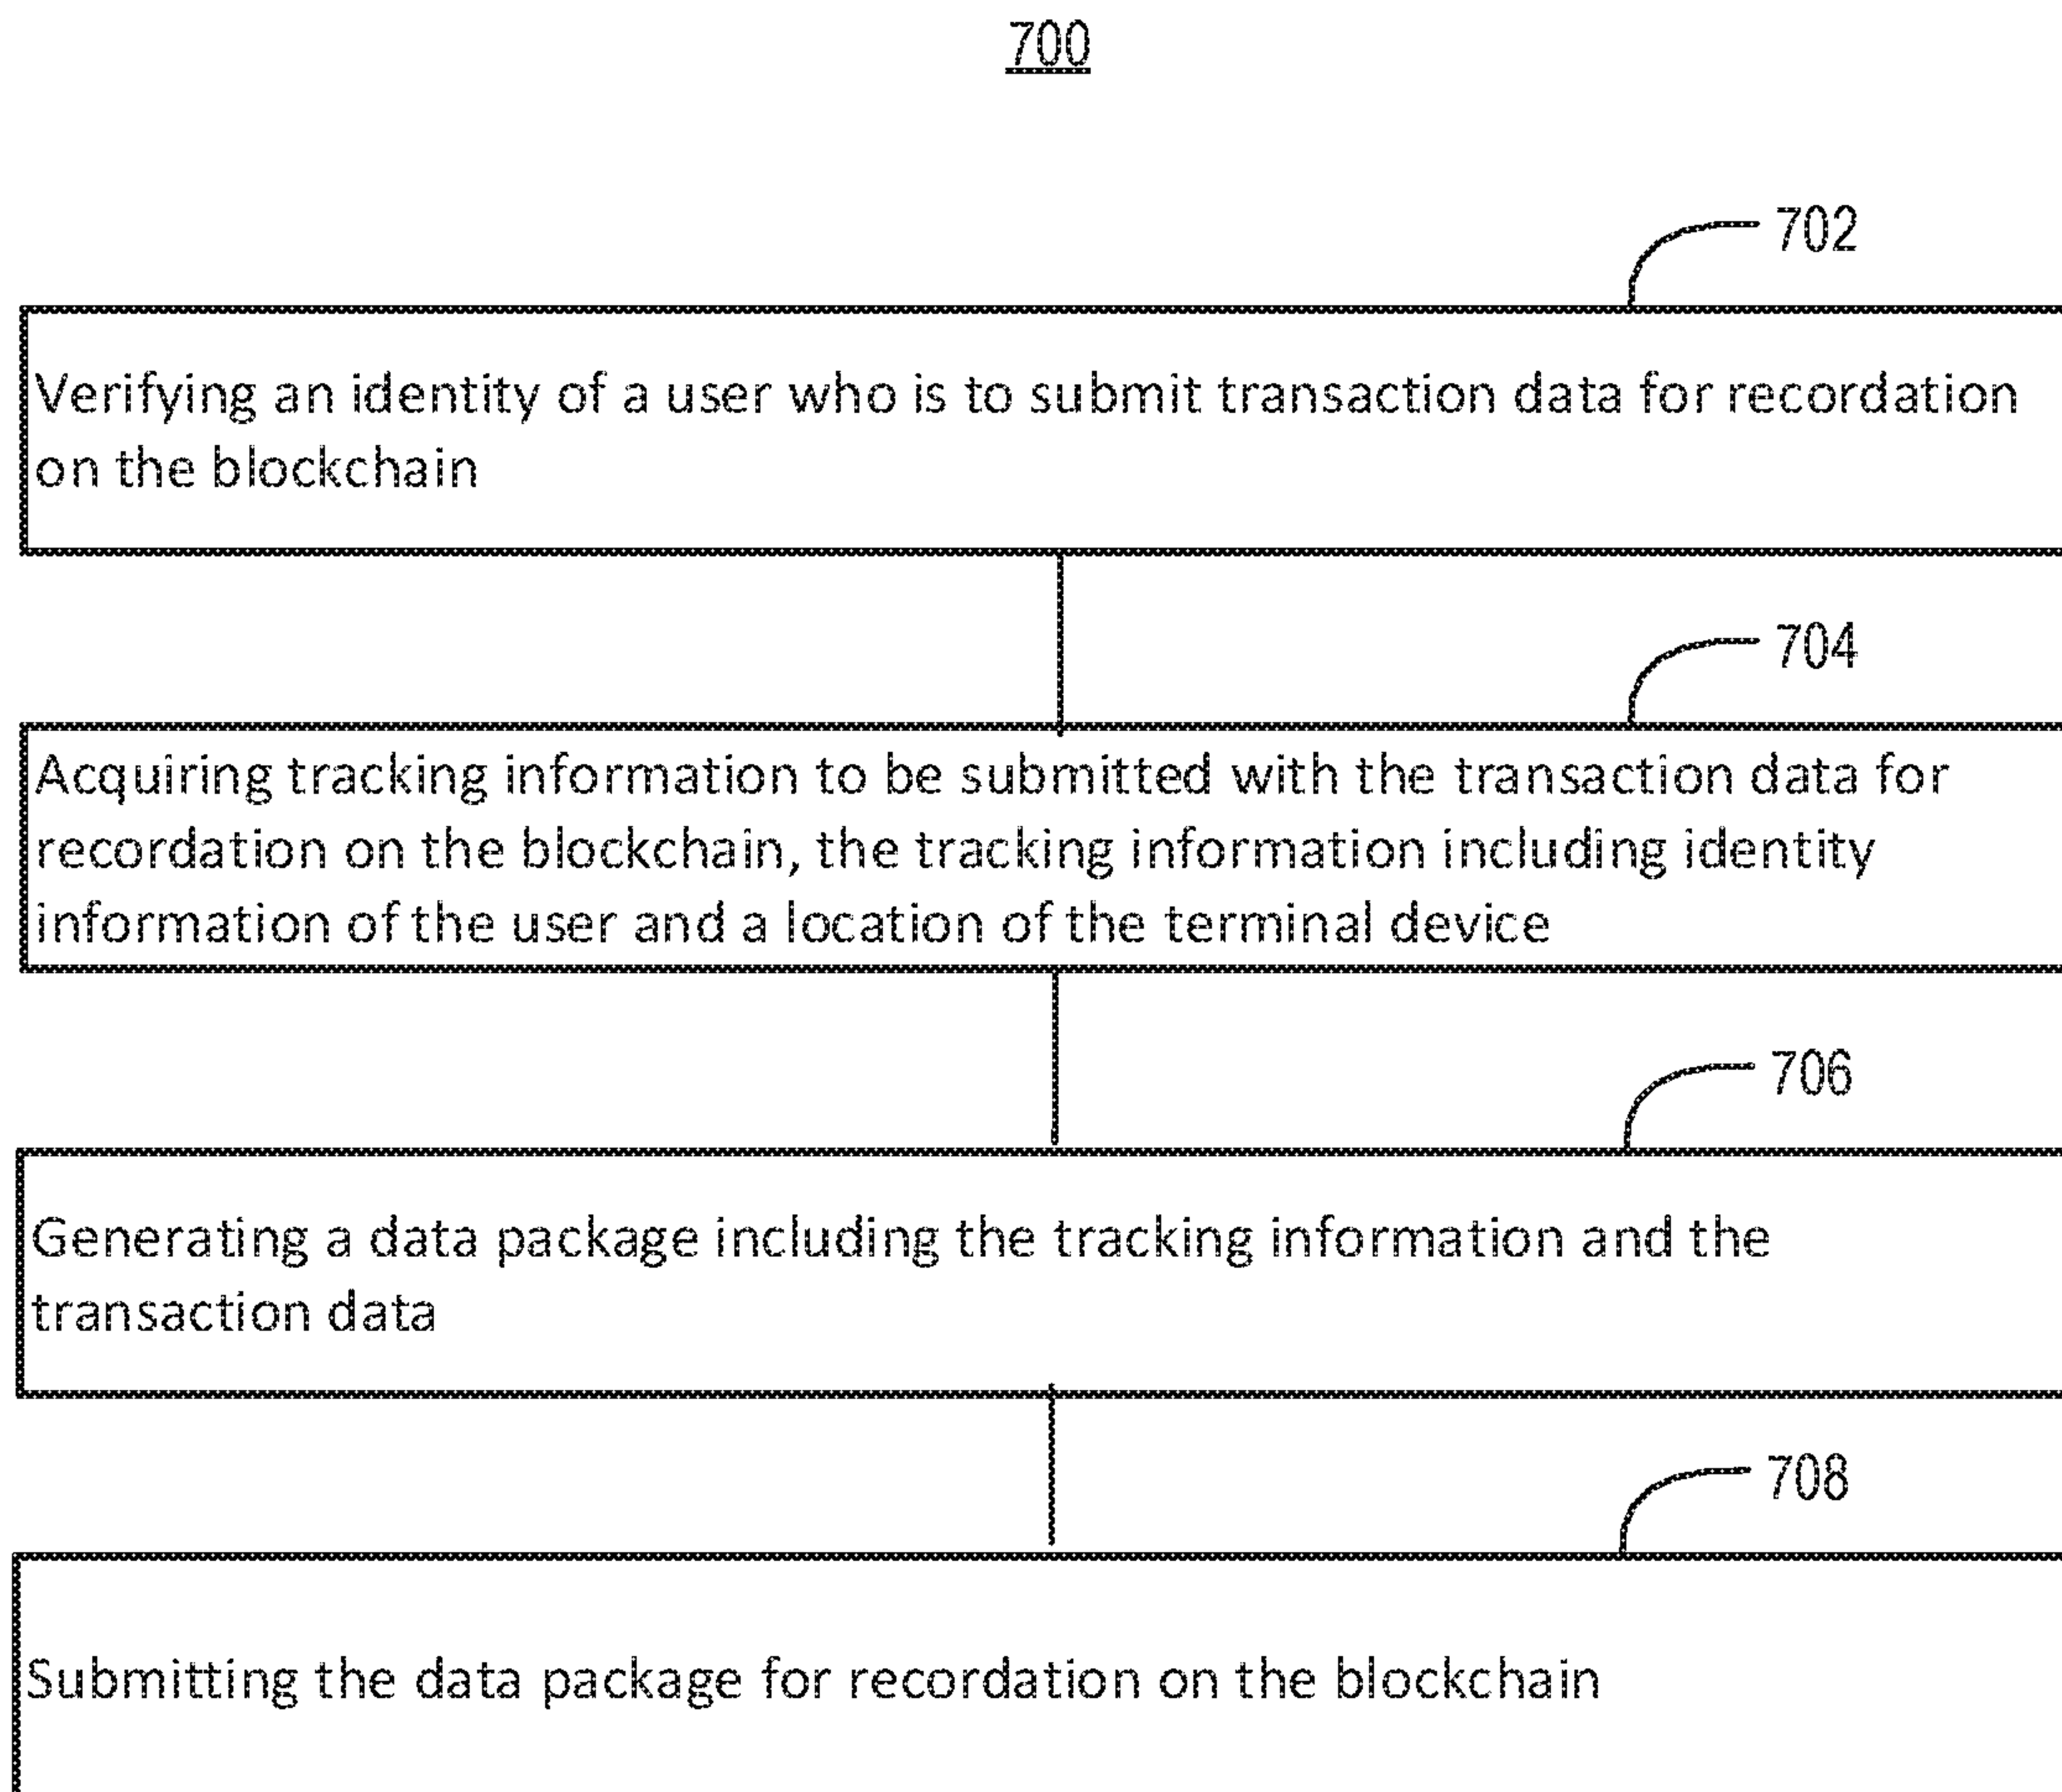 700
702
Verifying an identity of a user who is to submit transaction data for recordation
on the blockchain
704
Acquiring tracking information to be submitted with the transaction data for
recordation on the blockchain, the tracking information including identity
information of the user and a location of the terminal device
706
Generating a data package including the tracking information and the
transaction data
708
Submitting the data package for recordation on the blockchain